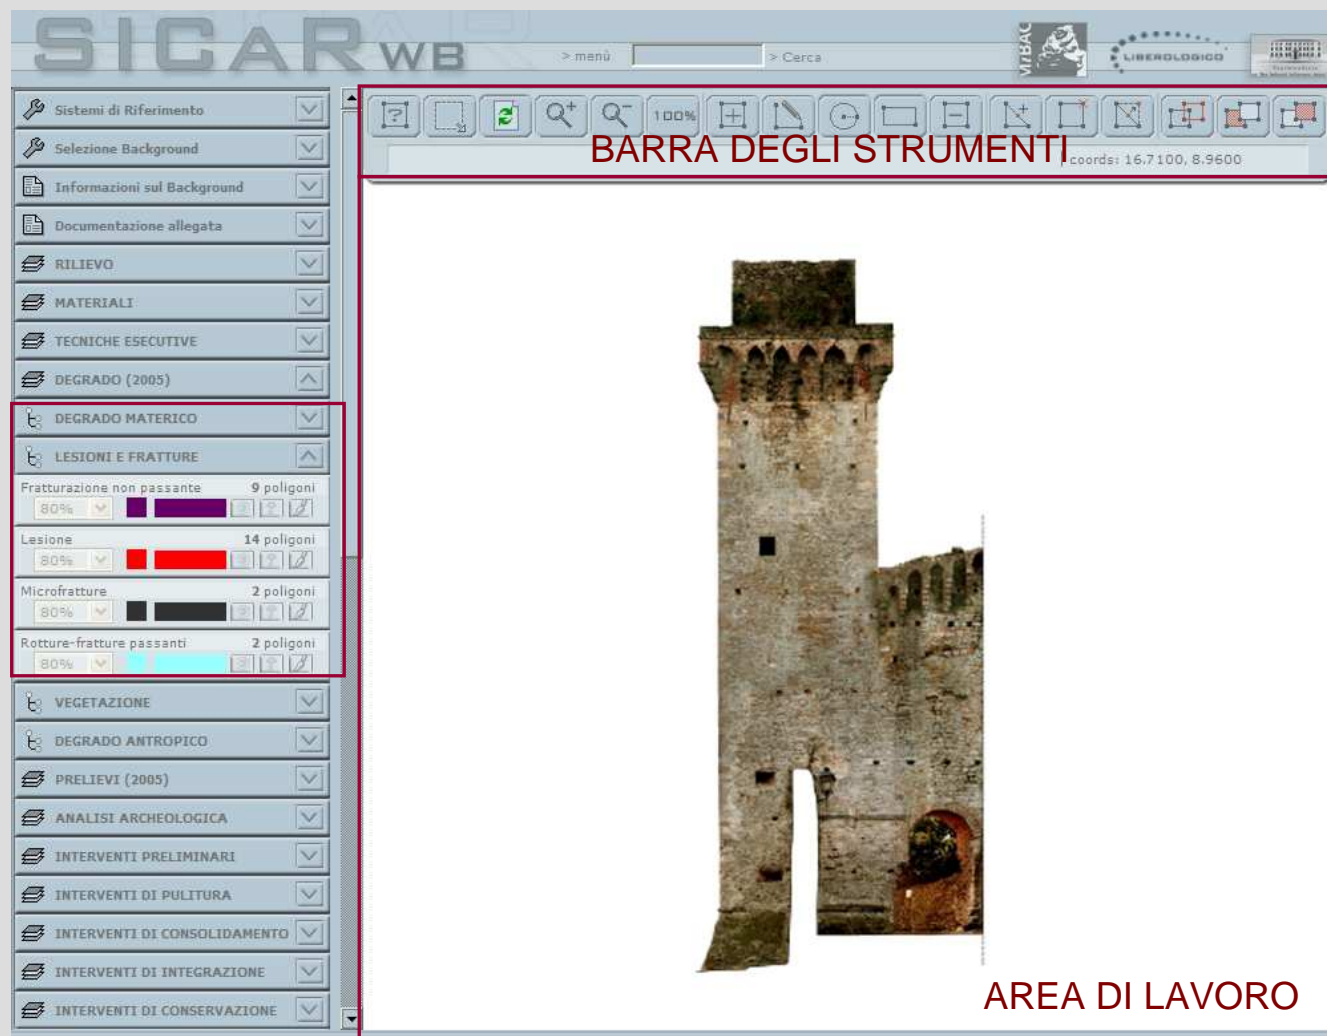 SICAR WB
> menù
> Cerca
MiBAC
LIBEROLOGICO
Sistemi di Riferimento
Selezione Background
Informazioni sul Background
Documentazione allegata
RILIEVO
MATERIALI
TECNICHE ESECUTIVE
DEGRADO (2005)
DEGRADO MATERICO
LESIONI E FRATTURE
Fratturazione non passante 9 poligoni
80%
Lesione 14 poligoni
80%
Microfratture 2 poligoni
80%
Rotture-fratture passanti 2 poligoni
80%
VEGETAZIONE
DEGRADO ANTROPICO
PRELIEVI (2005)
ANALISI ARCHEOLOGICA
INTERVENTI PRELIMINARI
INTERVENTI DI PULITURA
INTERVENTI DI CONSOLIDAMENTO
INTERVENTI DI INTEGRAZIONE
INTERVENTI DI CONSERVAZIONE
100%
BARRA DEGLI STRUMENTI
coords: 16.7100, 8.9600
AREA DI LAVORO